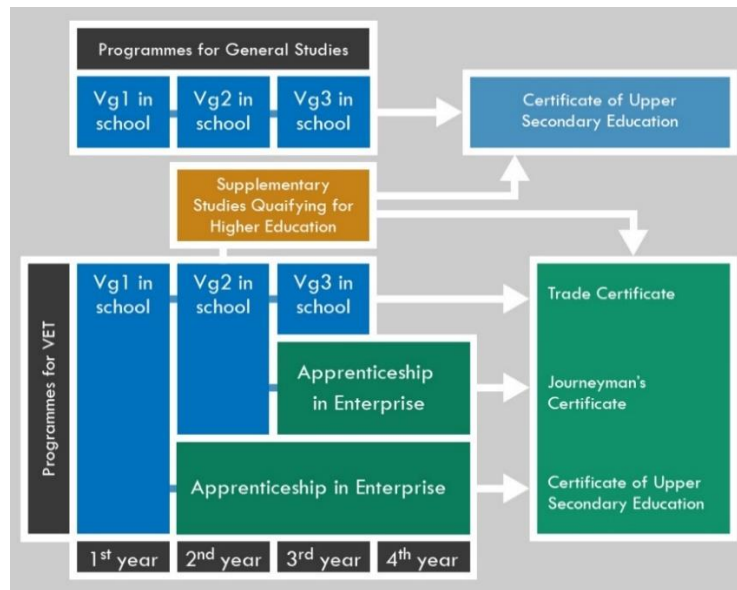 Programmes for General Studies
Vg1 in
school
Vg2 in
school
Vg3 in
school
Certificate of Upper
Secondary Education
Supplementary
Studies Quaifying for
Higher Education
Programmes for VET
Vg1 in
school
Vg2 in
school
Vg3 in
school
Trade Certificate
Apprenticeship
in Enterprise
Journeyman's
Certificate
Apprenticeship in Enterprise
Certificate of Upper
Secondary Education
1st year
2nd year
3rd year
4th year